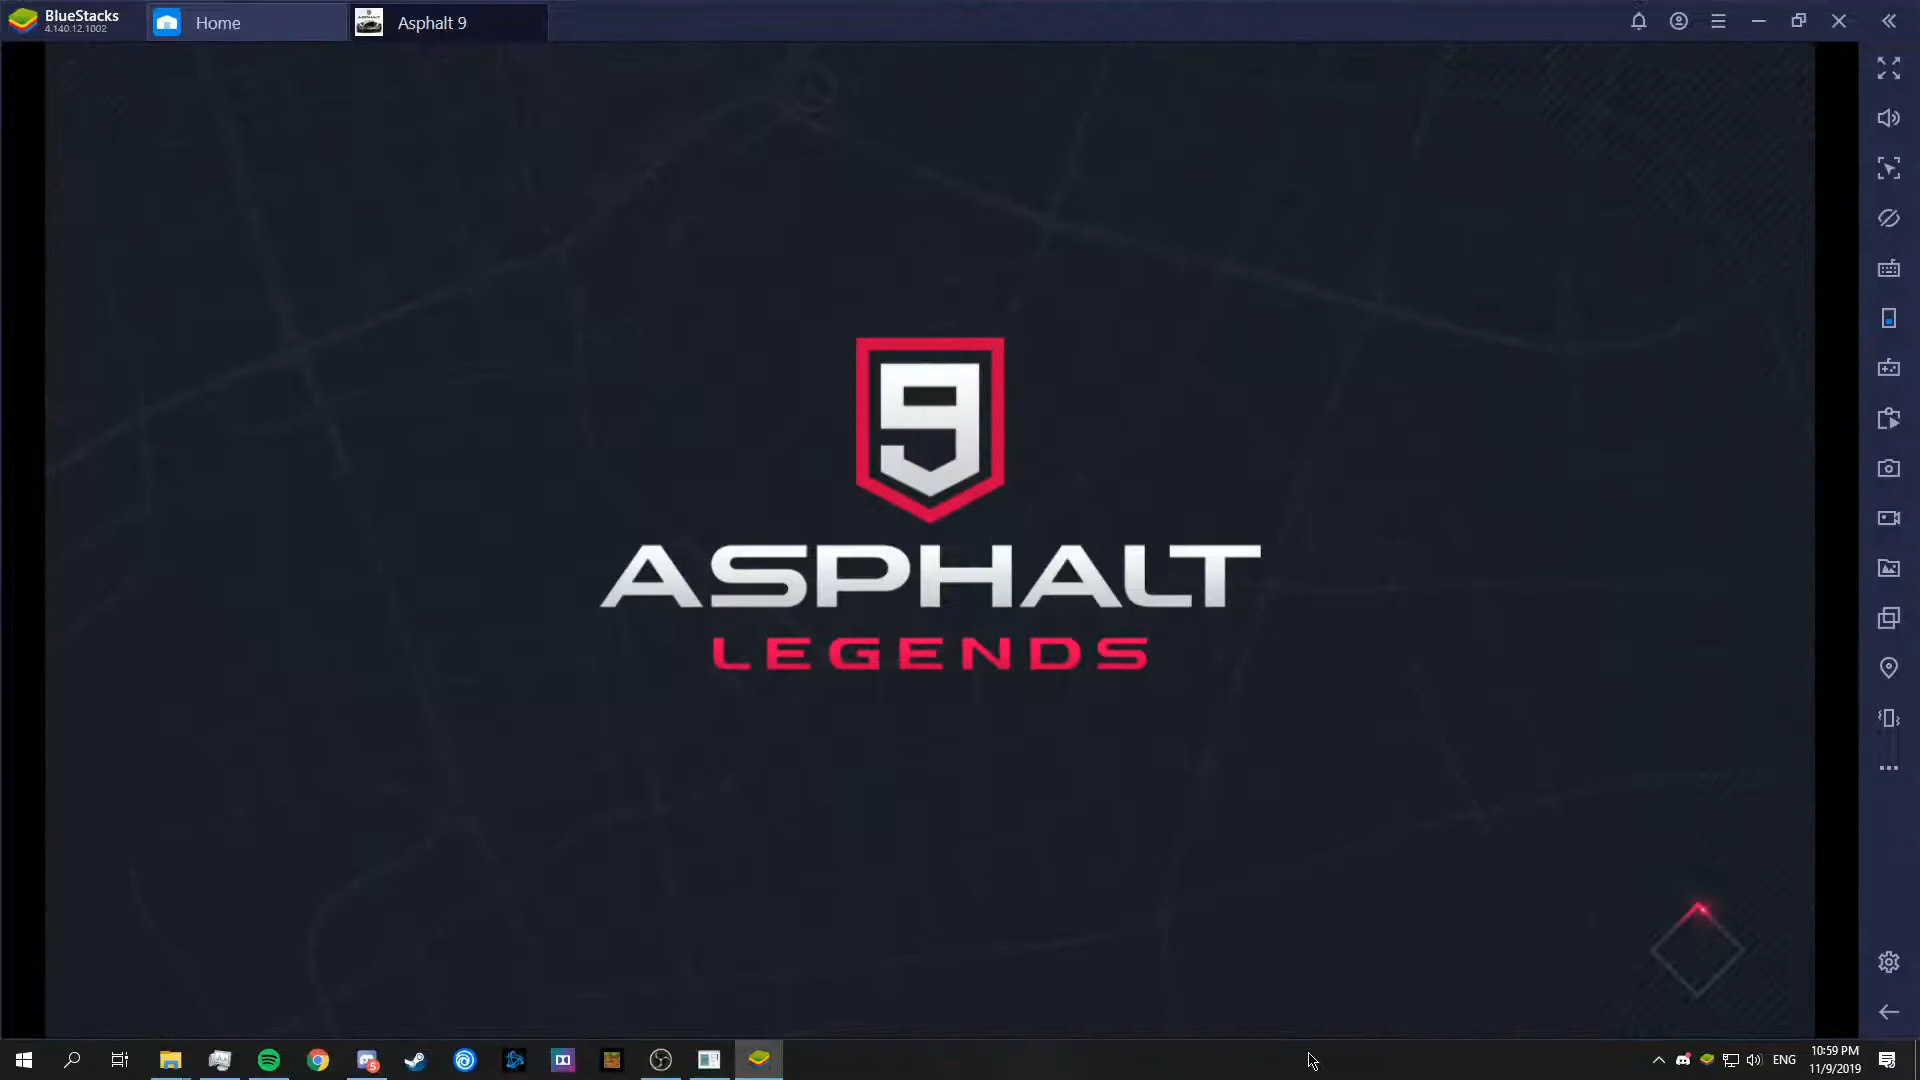 BlueStacks
4.140.12.1002
Home
Asphalt 9
9
ASPHALT
LEGENDS
ENG
10:59 PM
11/9/2019